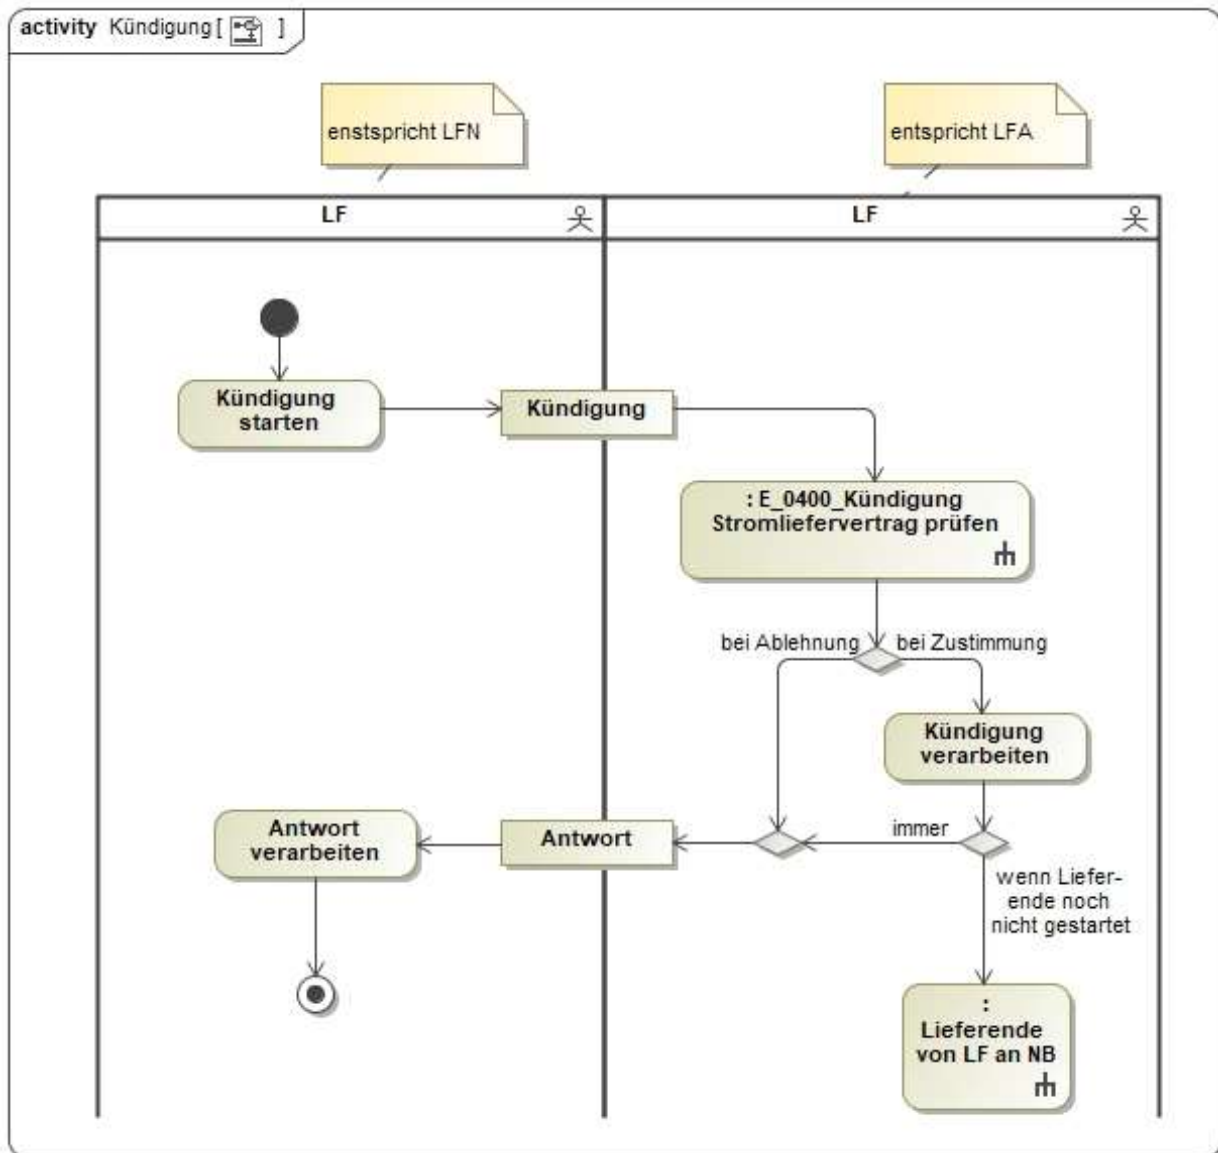 activity Kündigung [ ]
enstspricht LFN
entspricht LFA
LF
LF
Kündigung
starten
Kündigung
: E_0400_Kündigung
Stromliefervertrag prüfen
bei Ablehnung
bei Zustimmung
Kündigung
verarbeiten
Antwort
verarbeiten
Antwort
immer
wenn Liefer-
ende noch
nicht gestartet
:
Lieferende
von LF an NB